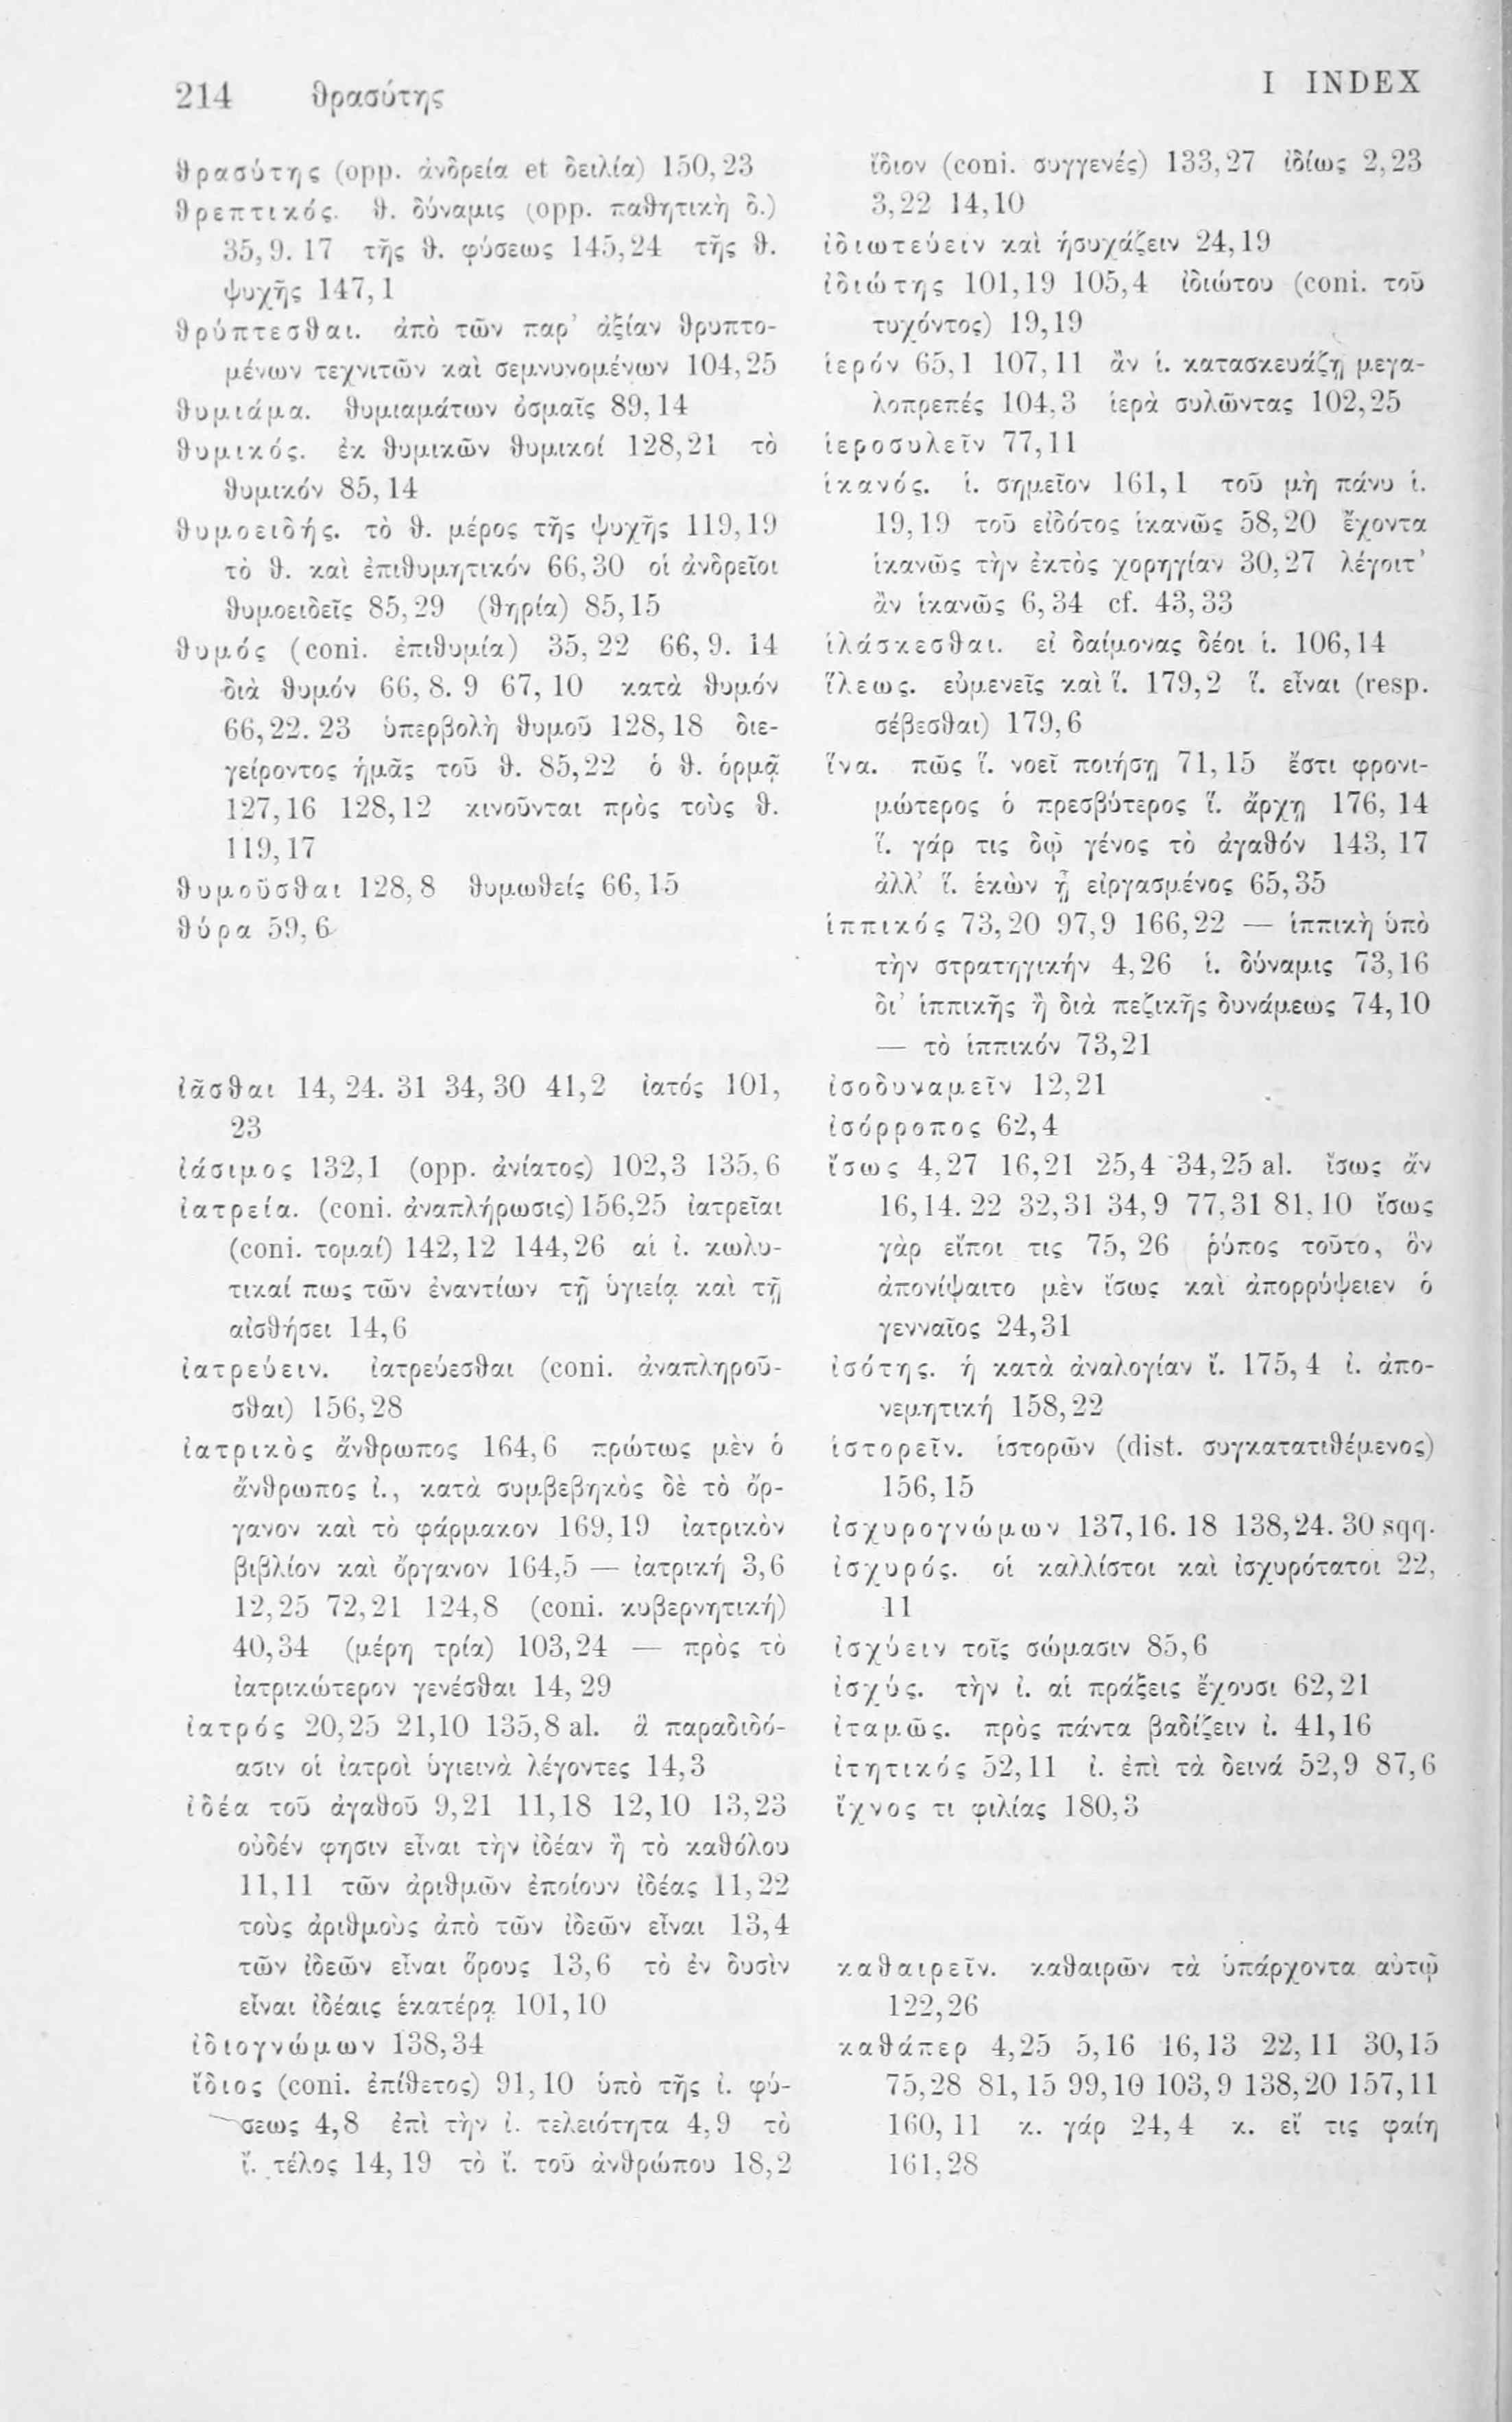 214 θρασύτης
I INDEX
θρασύτης (opp. ἀνδρεία et δειλία) 150,23
θρεπτικός. θ. δύναμις (opp. παθητικὴ δ.)
35,9. 17 τῆς θ. φύσεως 145,24 τῆς θ.
ψυχῆς 147,1
θρύπτεσθαι. ἀπὸ τῶν παρ’ ἀξίαν θρυπτο-
μένων τεχνιτῶν καὶ σεμνυνομένων 104,25
θυμιάμα. θυμιαμάτων ὀσμαῖς 89,14
θυμικός. ἐκ θυμικῶν θυμικοί 128,21 τὸ
θυμικόν 85,14
θυμοειδής. τὸ θ. μέρος τῆς ψυχῆς 119,19
τὸ θ. καὶ ἐπιθυμητικόν 66,30 οἱ ἀνδρεῖοι
θυμοειδεῖς 85,29 (θηρία) 85,15
θυμός (coni. ἐπιθυμία) 35, 22 66, 9. 14
διὰ θυμόν 66, 8. 9 67, 10 κατὰ θυμόν
66,22. 23 ὑπερβολὴ θυμοῦ 128,18 διε-
γείροντος ἡμᾶς τοῦ θ. 85,22 ὁ θ. ὁρμᾷ
127,16 128,12 κινοῦνται πρὸς τοὺς θ.
119,17
θυμοῦσθαι 128,8 θυμωθείς 66,15
θύρα 59,6
ἰᾶσθαι 14, 24. 31 34, 30 41,2 ἰατός 101,
23
ἰάσιμος 132,1 (opp. ἀνίατος) 102,3 135,6
ἰατρεία. (coni. ἀναπλήρωσις) 156,25 ἰατρεῖαι
(coni. τομαί) 142,12 144,26 αἱ ἰ. κωλυ-
τικαί πως τῶν ἐναντίων τῇ ὑγιείᾳ καὶ τῇ
αἰσθήσει 14,6
ἰατρεύειν. ἰατρεύεσθαι (coni. ἀναπληροῦ-
σθαι) 156,28
ἰατρικὸς ἄνθρωπος 164,6 πρώτως μὲν ὁ
ἄνθρωπος ἰ., κατὰ συμβεβηκὸς δὲ τὸ ὄρ-
γανον καὶ τὸ φάρμακον 169,19 ἰατρικὸν
βιβλίον καὶ ὄργανον 164,5 — ἰατρική 3,6
12,25 72,21 124,8 (coni. κυβερνητική)
40,34 (μέρη τρία) 103,24 — πρὸς τὸ
ἰατρικώτερον γενέσθαι 14, 29
ἰατρός 20,25 21,10 135,8 al. ἃ παραδιδό-
ασιν οἱ ἰατροὶ ὑγιεινὰ λέγοντες 14,3
ἰδέα τοῦ ἀγαθοῦ 9,21 11,18 12,10 13,23
οὐδέν φησιν εἶναι τὴν ἰδέαν ἢ τὸ καθόλου
11,11 τῶν ἀριθμῶν ἐποίουν ἰδέας 11,22
τοὺς ἀριθμοὺς ἀπὸ τῶν ἰδεῶν εἶναι 13,4
τῶν ἰδεῶν εἶναι ὅρους 13,6 τὸ ἐν δυσὶν
εἶναι ἰδέαις ἑκατέρᾳ 101,10
ἰδιογνώμων 138,34
ἴδιος (coni. ἐπίθετος) 91,10 ὑπὸ τῆς ἰ. φύ-
σεως 4,8 ἐπὶ τὴν ἰ. τελειότητα 4,9 τὸ
ἴ. τέλος 14,19 τὸ ἴ. τοῦ ἀνθρώπου 18,2
ἴδιον (coni. συγγενές) 133,27 ἰδίως 2,23
3,22 14,10
ἰδιωτεύειν καὶ ἡσυχάζειν 24,19
ἰδιώτης 101,19 105,4 ἰδιώτου (coni. τοῦ
τυχόντος) 19,19
ἱερόν 65,1 107,11 ἂν ἱ. κατασκευάζῃ μεγα-
λοπρεπές 104,3 ἱερὰ συλῶντας 102,25
ἱεροσυλεῖν 77,11
ἱκανός. ἱ. σημεῖον 161,1 τοῦ μὴ πάνυ ἱ.
19,19 τοῦ εἰδότος ἱκανῶς 58,20 ἔχοντα
ἱκανῶς τὴν ἐκτὸς χορηγίαν 30,27 λέγοιτ’
ἂν ἱκανῶς 6,34 cf. 43,33
ἱλάσκεσθαι. εἰ δαίμονας δέοι ἱ. 106,14
ἵλεως. εὐμενεῖς καὶ ἵ. 179,2 ἵ. εἶναι (resp.
σέβεσθαι) 179,6
ἵνα. πῶς ἵ. νοεῖ ποιήσῃ 71,15 ἔστι φρονι-
μώτερος ὁ πρεσβύτερος ἵ. ἄρχῃ 176, 14
ἵ. γάρ τις δῷ γένος τὸ ἀγαθόν 143, 17
ἀλλ’ ἵ. ἑκὼν ᾖ εἰργασμένος 65,35
ἱππικός 73,20 97,9 166,22 — ἱππικὴ ὑπὸ
τὴν στρατηγικήν 4,26 ἱ. δύναμις 73,16
δι’ ἱππικῆς ἢ διὰ πεζικῆς δυνάμεως 74,10
— τὸ ἱππικόν 73,21
ἰσοδυναμεῖν 12,21
ἰσόρροπος 62,4
ἴσως 4,27 16,21 25,4 34,25 al. ἴσως ἄν
16,14. 22 32,31 34,9 77,31 81,10 ἴσως
γὰρ εἴποι τις 75, 26 ῥύπος τοῦτο, ὃν
ἀπονίψαιτο μὲν ἴσως καὶ ἀπορρύψειεν ὁ
γενναῖος 24,31
ἰσότης. ἡ κατὰ ἀναλογίαν ἴ. 175,4 ἰ. ἀπο-
νεμητική 158,22
ἱστορεῖν. ἱστορῶν (dist. συγκατατιθέμενος)
156,15
ἰσχυρογνώμων 137,16. 18 138,24. 30 sqq.
ἰσχυρός. οἱ καλλίστοι καὶ ἰσχυρότατοι 22,
11
ἰσχύειν τοῖς σώμασιν 85,6
ἰσχύς. τὴν ἰ. αἱ πράξεις ἔχουσι 62,21
ἰταμῶς. πρὸς πάντα βαδίζειν ἰ. 41,16
ἰτητικός 52,11 ἰ. ἐπὶ τὰ δεινά 52,9 87,6
ἴχνος τι φιλίας 180,3
καθαιρεῖν. καθαιρῶν τὰ ὑπάρχοντα αὐτῷ
122,26
καθάπερ 4,25 5,16 16,13 22,11 30,15
75,28 81,15 99,10 103,9 138,20 157,11
160, 11 κ. γάρ 24,4 κ. εἴ τις φαίη
161,28